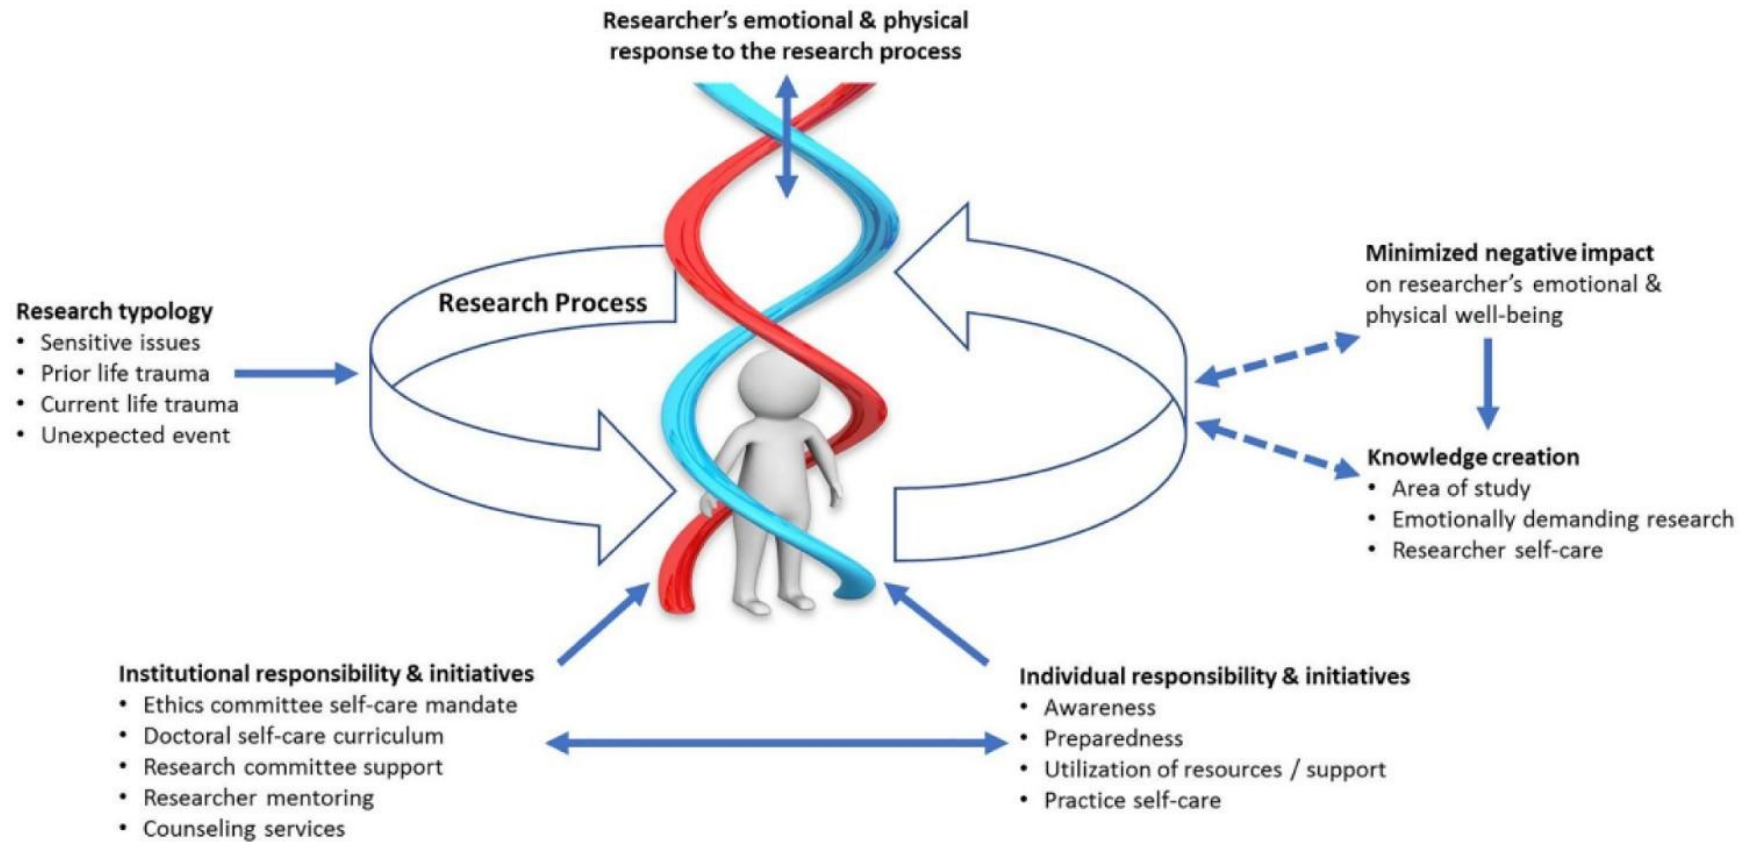 Researcher's emotional & physical
response to the research process
Research Process
Research typology
• Sensitive issues
• Prior life trauma
• Current life trauma
• Unexpected event
Minimized negative impact
on researcher's emotional &
physical well-being
Knowledge creation
• Area of study
• Emotionally demanding research
• Researcher self-care
Institutional responsibility & initiatives
• Ethics committee self-care mandate
• Doctoral self-care curriculum
• Research committee support
• Researcher mentoring
• Counseling services
Individual responsibility & initiatives
• Awareness
• Preparedness
• Utilization of resources / support
• Practice self-care